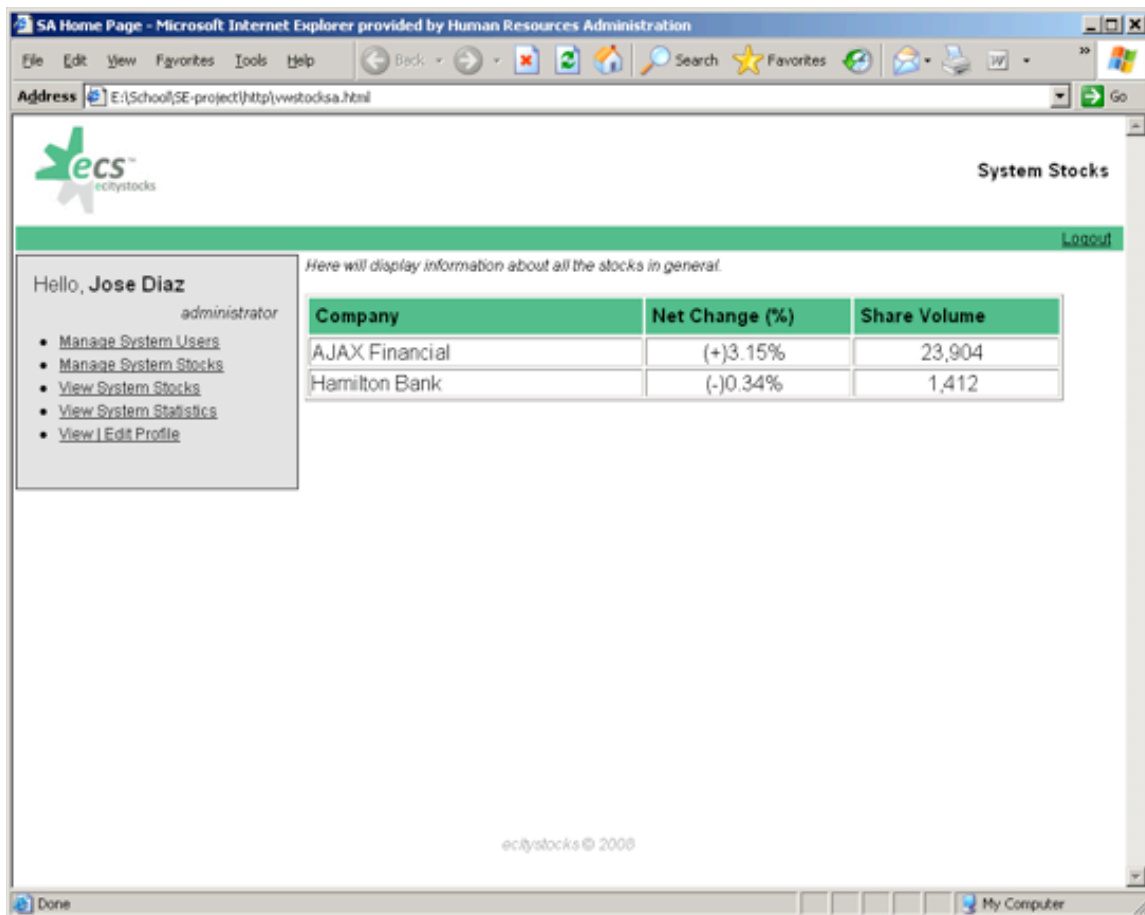 SA Home Page - Microsoft Internet Explorer provided by Human Resources Administration
File Edit View Favorites Tools Help Back Search Favorites »
Address E:\School\SE-project\http\vwstocksa.html Go
ecs™
ecitystocks
System Stocks
Logout
Hello, Jose Diaz
administrator
Manage System Users
Manage System Stocks
View System Stocks
View System Statistics
View | Edit Profile
Here will display information about all the stocks in general.
Company Net Change (%) Share Volume
AJAX Financial (+)3.15% 23,904
Hamilton Bank (-)0.34% 1,412
ecitystocks © 2008
Done My Computer